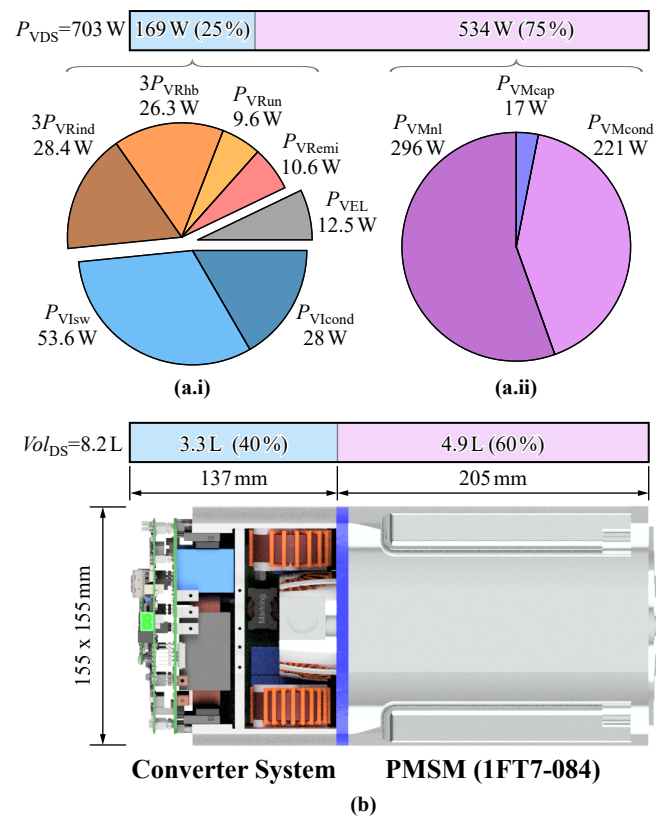 P_VDS=703 W
169 W (25 %)
534 W (75 %)
3P_VRhb
26.3 W
P_VRun
9.6 W
3P_VRind
28.4 W
P_VRemi
10.6 W
P_VEL
12.5 W
P_VIsw
53.6 W
P_VIcond
28 W
(a.i)
P_VMcap
17 W
P_VMnl
296 W
P_VMcond
221 W
(a.ii)
Vol_DS=8.2 L
3.3 L (40%)
4.9 L (60%)
137 mm
205 mm
155 x 155 mm
Marking
Converter System
PMSM (1FT7-084)
(b)